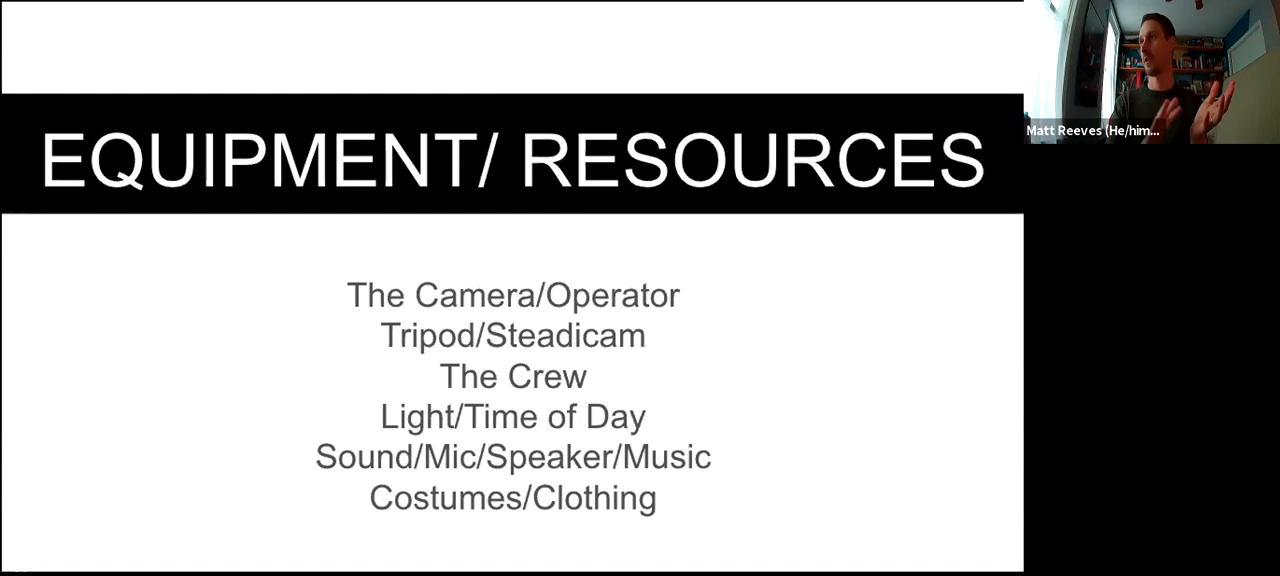 EQUIPMENT/ RESOURCES
The Camera/Operator
Tripod/Steadicam
The Crew
Light/Time of Day
Sound/Mic/Speaker/Music
Costumes/Clothing
Matt Reeves (He/him...